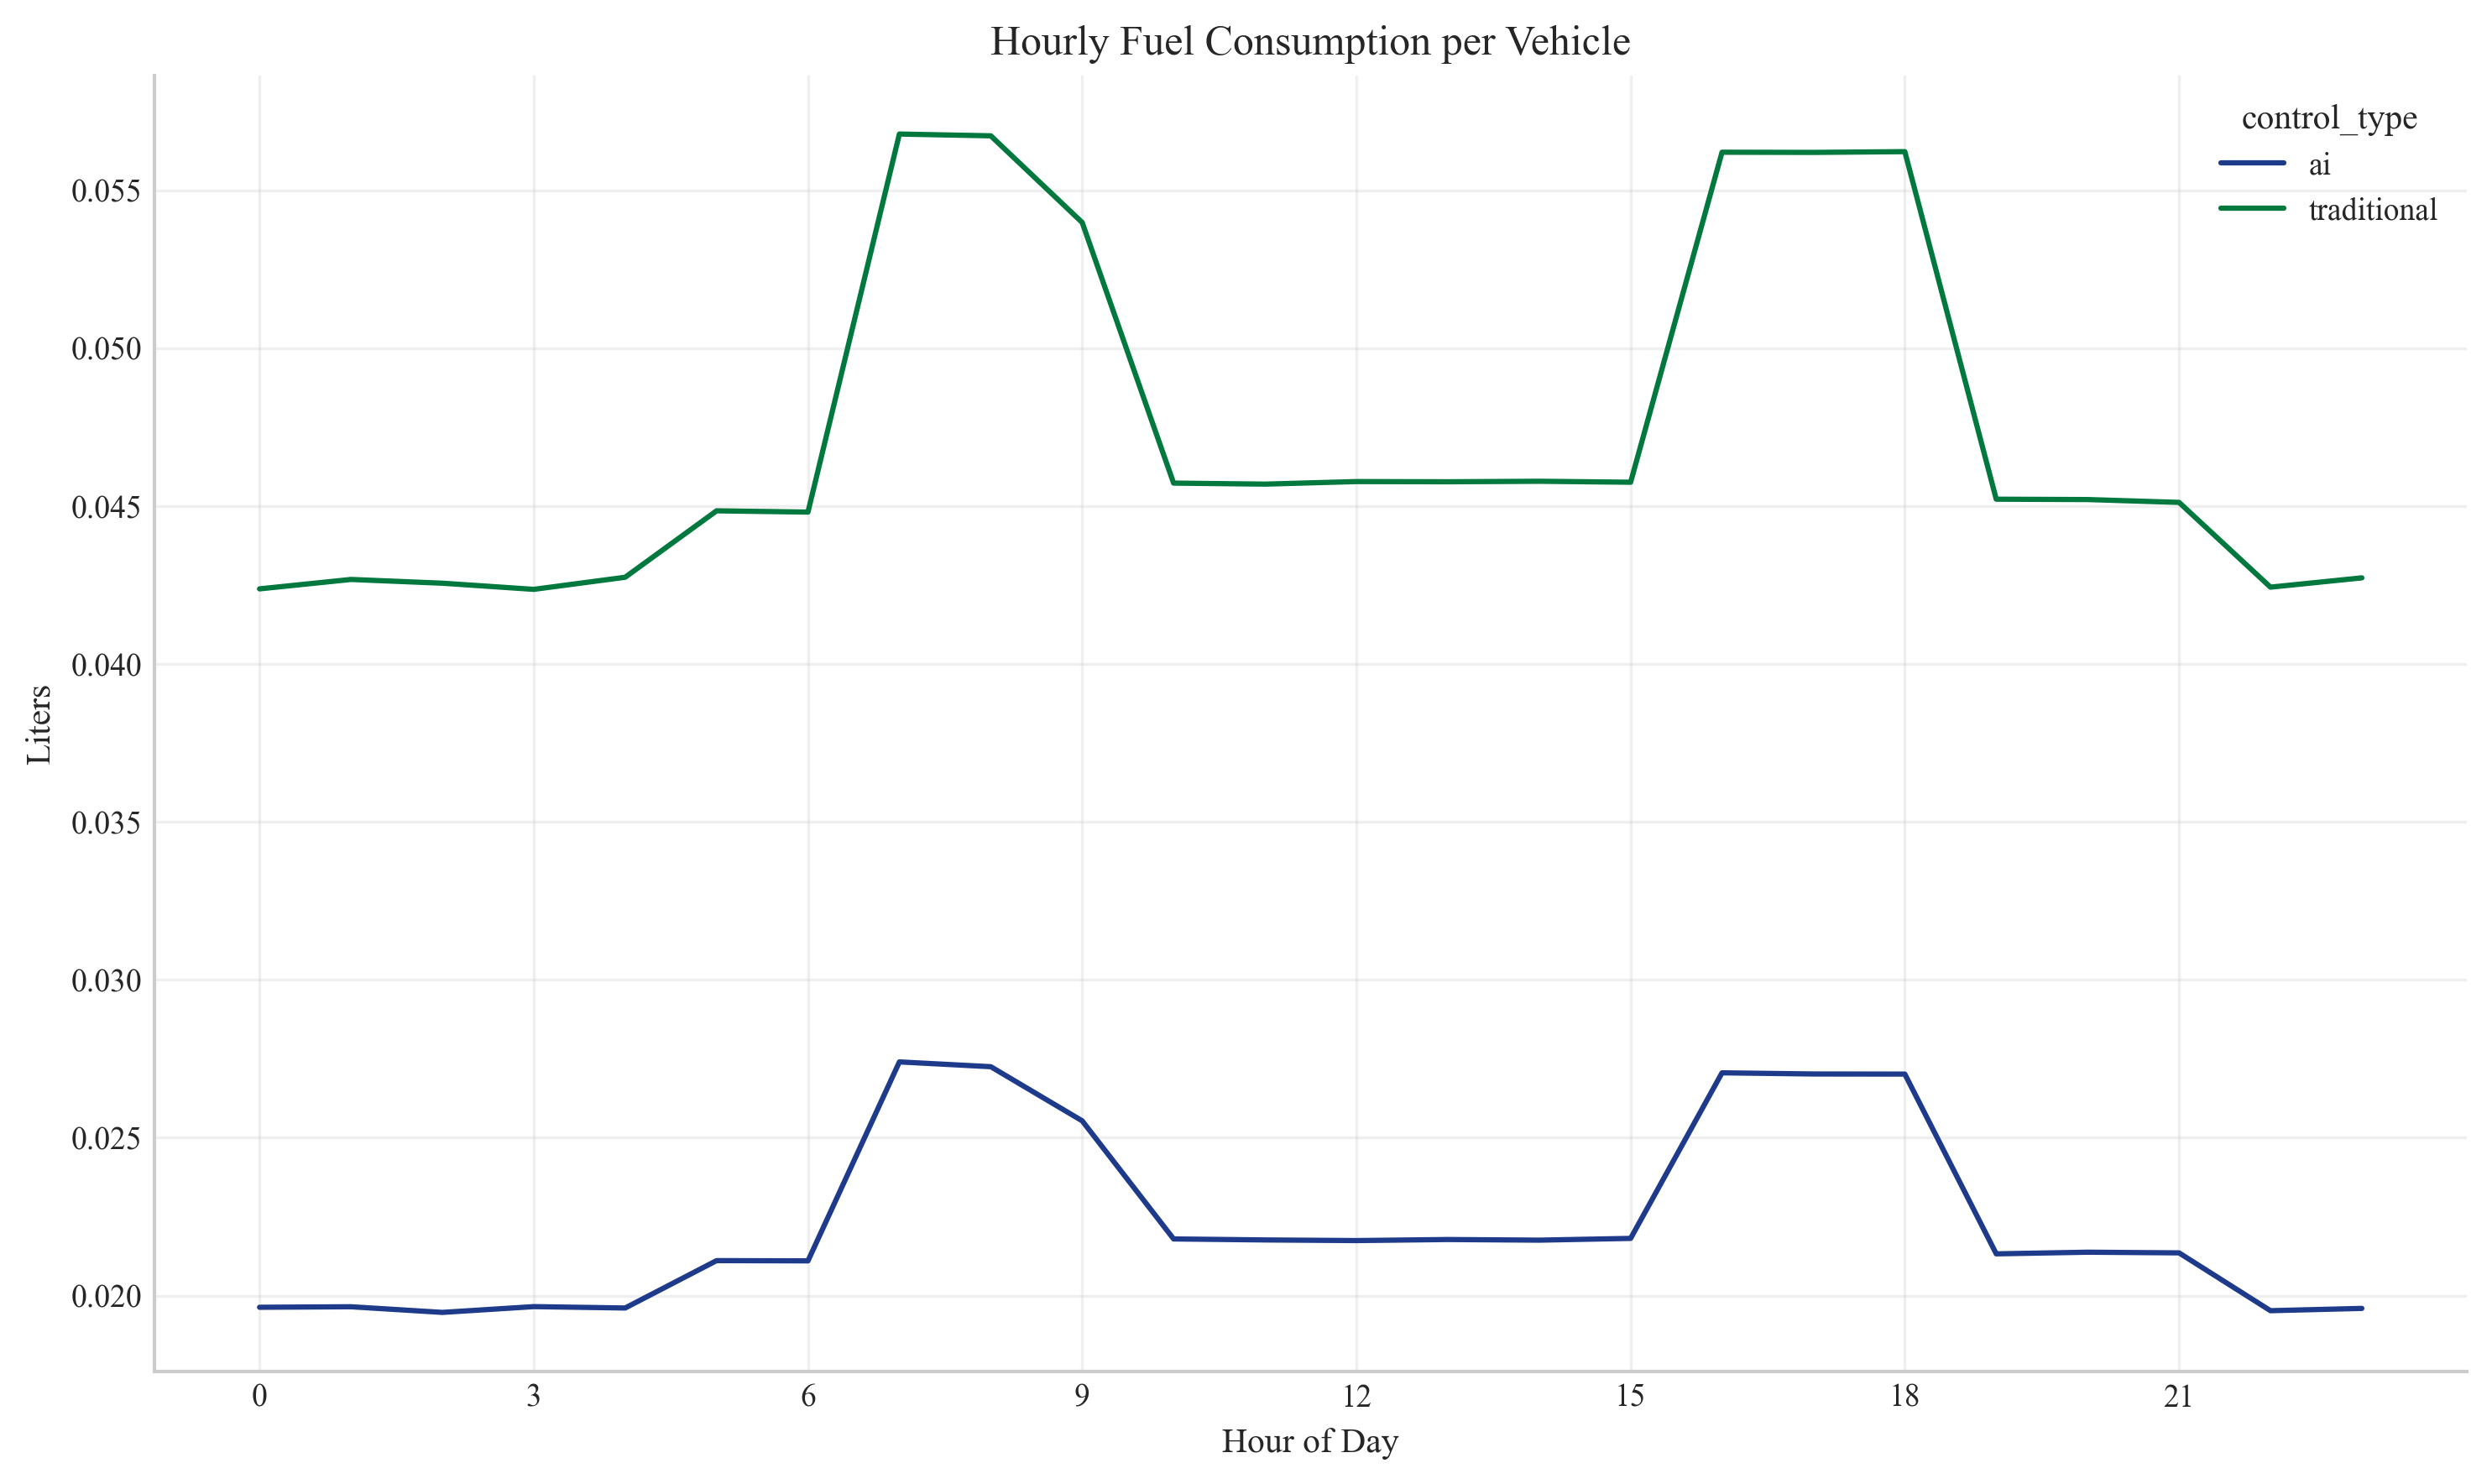 Hourly Fuel Consumption per Vehicle
control_type
ai
traditional
0.055
0.050
0.045
0.040
0.035
0.030
0.025
0.020
Liters
0 3 6 9 12 15 18 21
Hour of Day